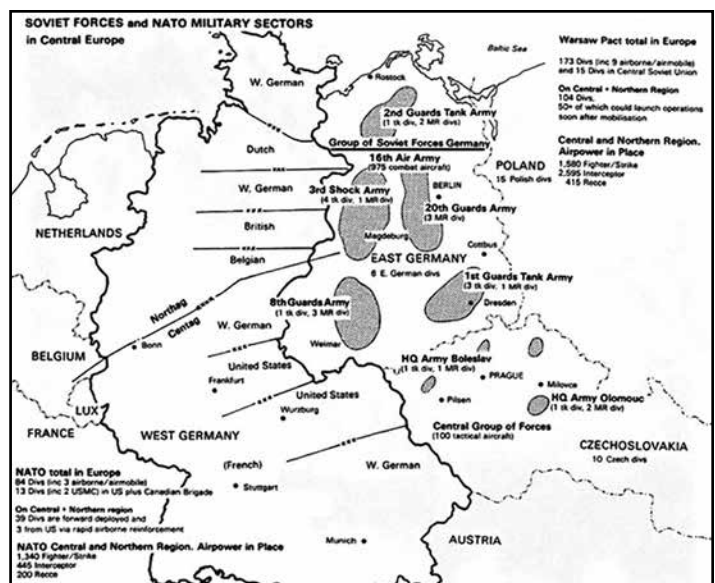 SOVIET FORCES and NATO MILITARY SECTORS
in Central Europe
Baltic Sea
Warsaw Pact total in Europe
173 Divs (inc 9 airborne/airmobile)
and 15 Divs in Central Soviet Union
On Central + Northern Region
104 Divs,
50+ of which could launch operations
soon after mobilisation
Central and Northern Region.
Airpower in Place
1,580 Fighter/Strike
2,595 Interceptor
415 Recce
W. German
Rostock
2nd Guards Tank Army
(1 tk div, 2 MR divs)
Group of Soviet Forces Germany
16th Air Army
(975 combat aircraft)
Dutch
xxx
POLAND
15 Polish divs
W. German
xxx
3rd Shock Army
(4 tk div, 1 MR div)
BERLIN
20th Guards Army
(3 MR div)
NETHERLANDS
British
xxx
Magdeburg
Belgian
EAST GERMANY
6 E. German divs
Cottbus
1st Guards Tank Army
(3 tk div, 1 MR div)
Dresden
Northag
xxxx
Centag
8th Guards Army
(1 tk div, 3 MR div)
Weimar
W. German
xxx
Bonn
BELGIUM
United States
xxx
Frankfurt
United States
Wurzburg
xxx
HQ Army Boleslev
(1 tk div, 1 MR div)
PRAGUE
Milovce
Pilsen
HQ Army Olomouc
(1 tk div, 2 MR div)
LUX
FRANCE
WEST GERMANY
Central Group of Forces
(100 tactical aircraft)
CZECHOSLOVAKIA
10 Czech divs
(French)
W. German
Stuttgart
NATO total in Europe
84 Divs (inc 3 airborne/airmobile)
13 Divs (inc 2 USMC) in US plus Canadian Brigade
On Central + Northern region
39 Divs are forward deployed and
3 from US via rapid airborne reinforcement
NATO Central and Northern Region. Airpower in Place
1,340 Fighter/Strike
445 Interceptor
200 Recce
Munich
AUSTRIA